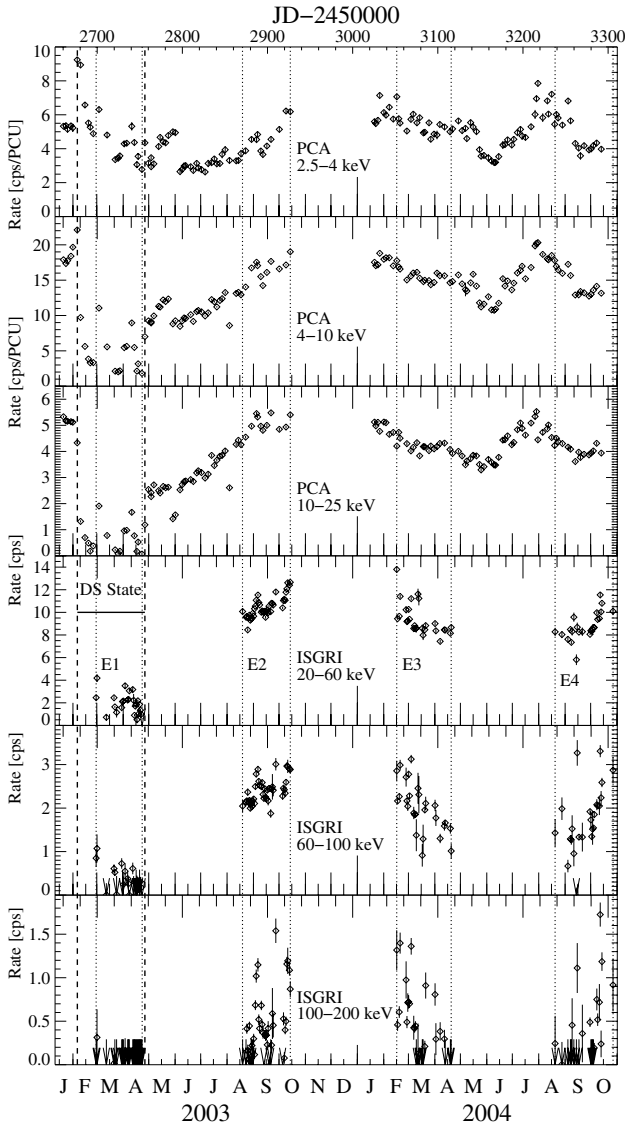 JD−2450000
2700 2800 2900 3000 3100 3200 3300
10
8
6
4
2
0
Rate [cps/PCU]
PCA
2.5−4 keV
20
15
10
5
0
Rate [cps/PCU]
PCA
4−10 keV
6
5
4
3
2
1
0
Rate [cps/PCU]
PCA
10−25 keV
14
12
10
8
6
4
2
0
Rate [cps]
DS State
E1 E2 E3 E4
ISGRI
20−60 keV
3
2
1
0
Rate [cps]
ISGRI
60−100 keV
1.5
1.0
0.5
0.0
Rate [cps]
ISGRI
100−200 keV
J F M A M J J A S O N D J F M A M J J A S O
2003 2004